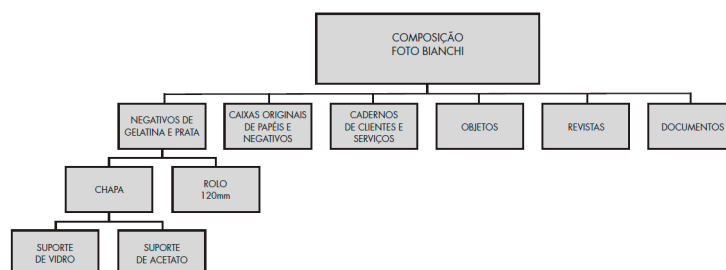 COMPOSIÇÃO
FOTO BIANCHI
NEGATIVOS DE
GELATINA E PRATA
CAIXAS ORIGINAIS
DE PAPÉIS E
NEGATIVOS
CADERNOS
DE CLIENTES E
SERVIÇOS
OBJETOS
REVISTAS
DOCUMENTOS
CHAPA
ROLO
120mm
SUPORTE
DE VIDRO
SUPORTE
DE ACETATO